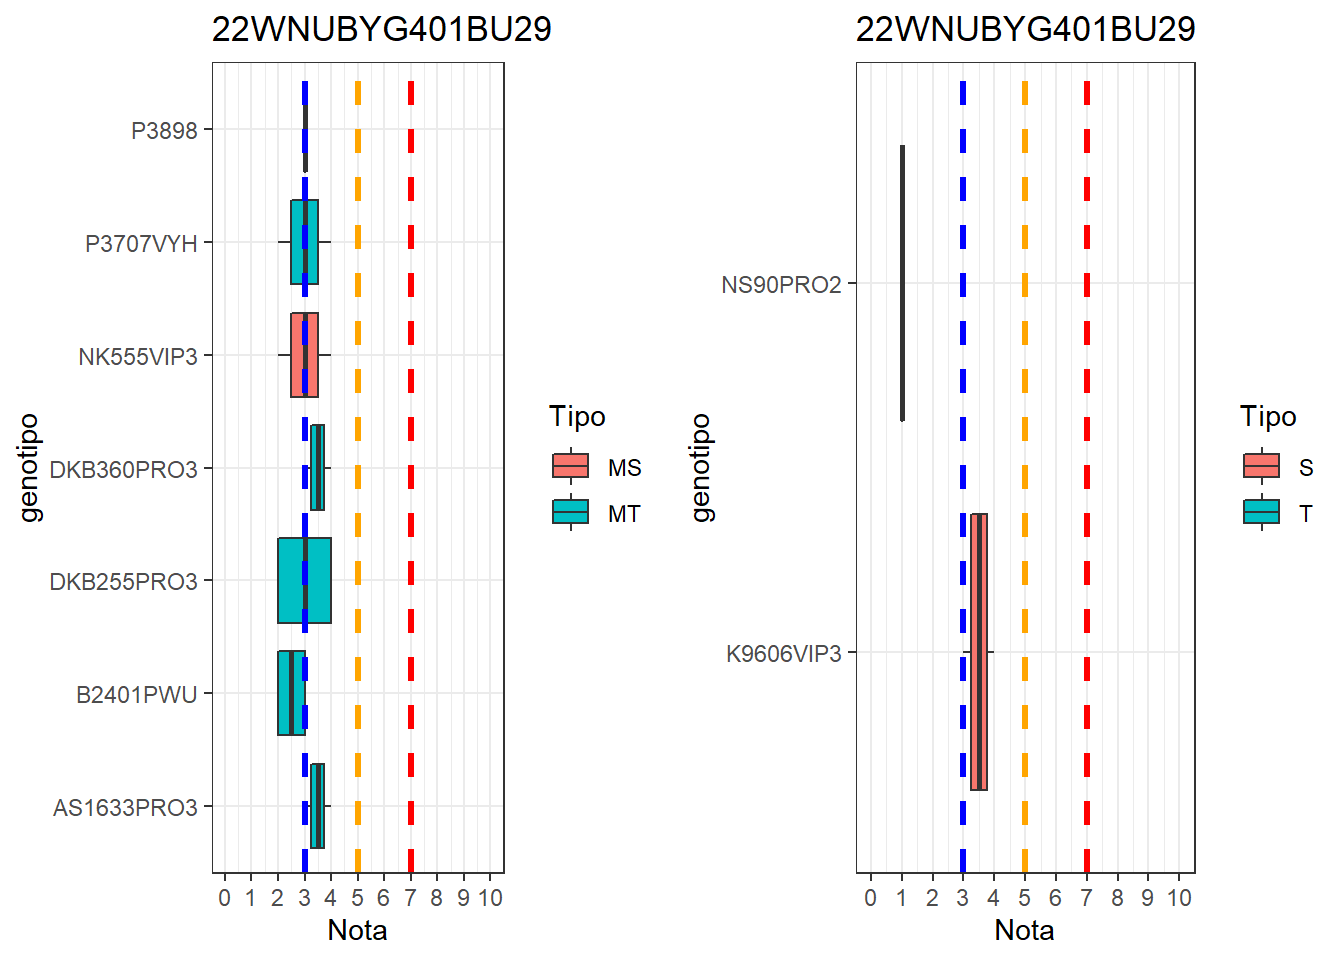 22WNUBYG401BU29
P3898
P3707VYH
NK555VIP3
DKB360PRO3
DKB255PRO3
B2401PWU
AS1633PRO3
genotipo
0 1 2 3 4 5 6 7 8 9 10
Nota
Tipo
MS
MT
22WNUBYG401BU29
NS90PRO2
K9606VIP3
genotipo
0 1 2 3 4 5 6 7 8 9 10
Nota
Tipo
S
T